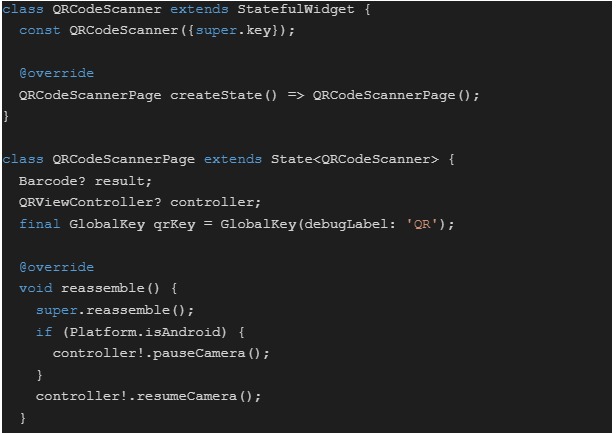 class QRCodeScanner extends StatefulWidget {
  const QRCodeScanner({super.key});

  @override
  QRCodeScannerPage createState() => QRCodeScannerPage();
}

class QRCodeScannerPage extends State<QRCodeScanner> {
  Barcode? result;
  QRViewController? controller;
  final GlobalKey qrKey = GlobalKey(debugLabel: 'QR');

  @override
  void reassemble() {
    super.reassemble();
    if (Platform.isAndroid) {
      controller!.pauseCamera();
    }
    controller!.resumeCamera();
  }